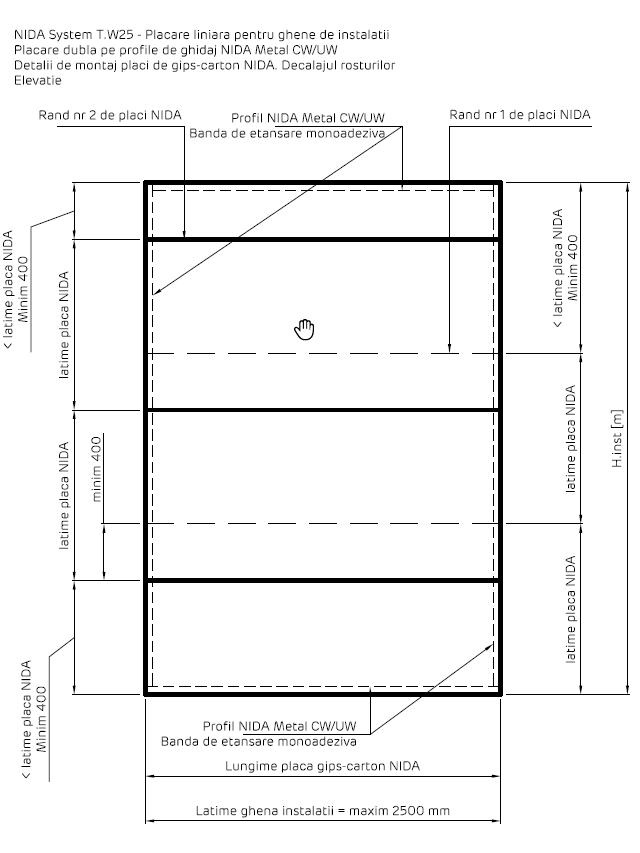 NIDA System T.W25 - Placare liniara pentru ghene de instalatii
Placare dubla pe profile de ghidaj NIDA Metal CW/UW
Detalii de montaj placi de gips-carton NIDA. Decalajul rosturilor
Elevatie
Rand nr 2 de placi NIDA
Profil NIDA Metal CW/UW
Banda de etansare monoadeziva
Rand nr 1 de placi NIDA
< latime placa NIDA
Minim 400
latime placa NIDA
< latime placa NIDA
Minim 400
latime placa NIDA
minim 400
latime placa NIDA
H.inst [m]
latime placa NIDA
< latime placa NIDA
Minim 400
Profil NIDA Metal CW/UW
Banda de etansare monoadeziva
Lungime placa gips-carton NIDA
Latime ghena instalatii = maxim 2500 mm